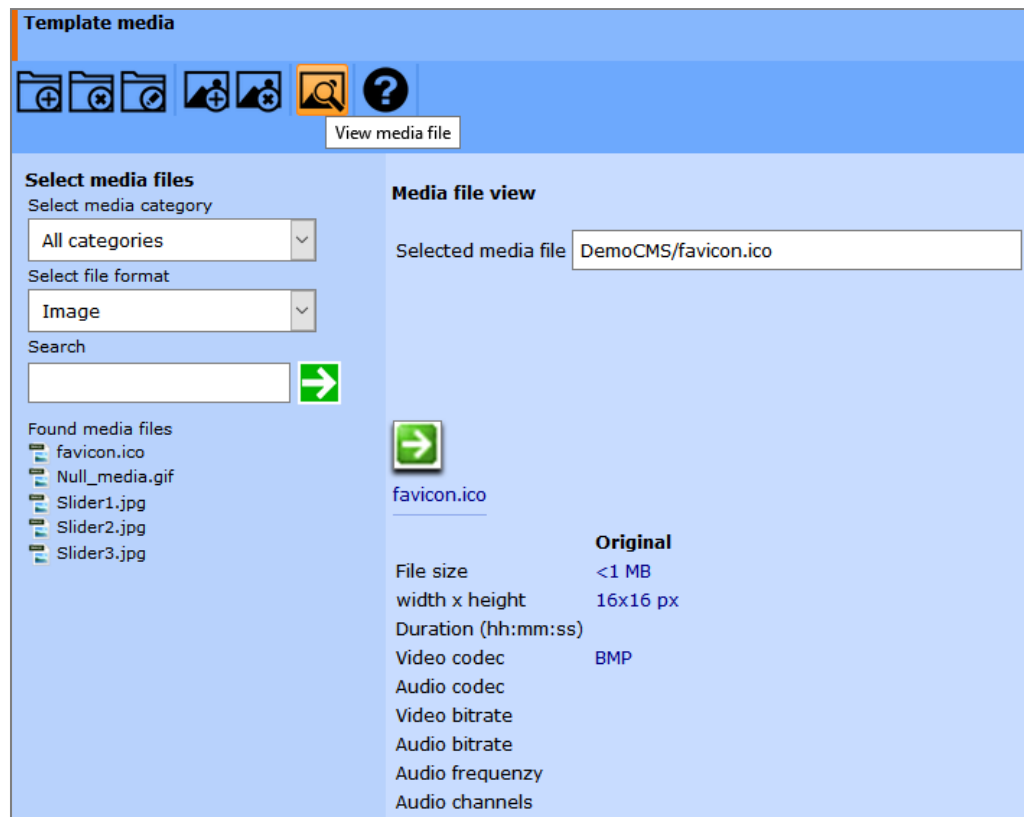 Template media
View media file
Select media files
Select media category
All categories
Select file format
Image
Search
Found media files
favicon.ico
Null_media.gif
Slider1.jpg
Slider2.jpg
Slider3.jpg
Media file view
Selected media file DemoCMS/favicon.ico
favicon.ico
Original
File size <1 MB
width x height 16x16 px
Duration (hh:mm:ss)
Video codec BMP
Audio codec
Video bitrate
Audio bitrate
Audio frequenzy
Audio channels